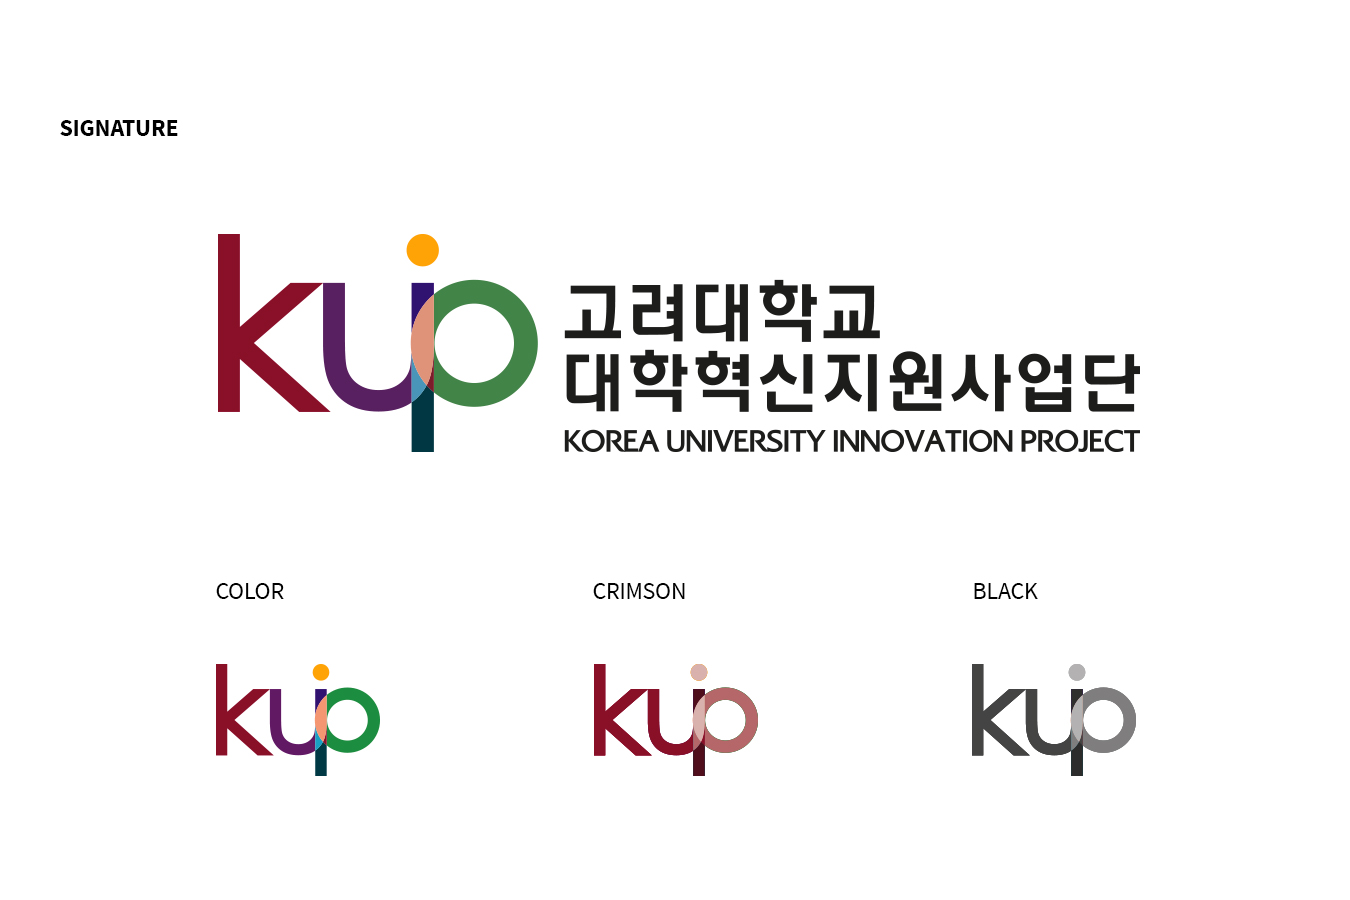 SIGNATURE
kuip
고려대학교
대학혁신지원사업단
KOREA UNIVERSITY INNOVATION PROJECT
COLOR
CRIMSON
BLACK
kuip
kuip
kuip